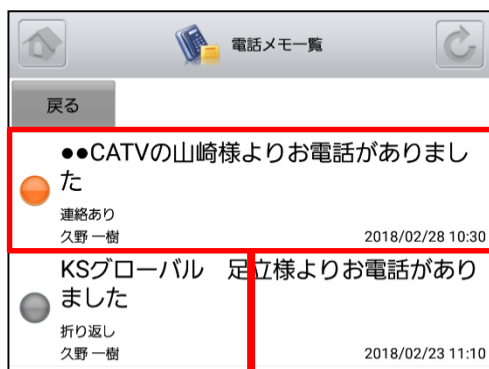 電話メモ一覧
戻る
●●CATVの山崎様よりお電話がありまし
た
連絡あり
久野 一樹 2018/02/28 10:30
KSグローバル　足立様よりお電話があり
ました
折り返し
久野 一樹 2018/02/23 11:10